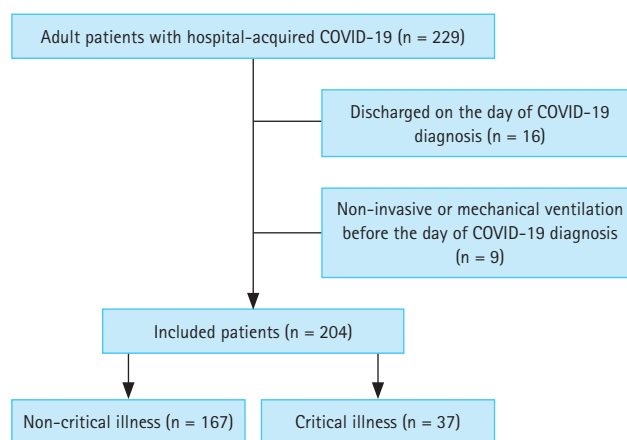 Adult patients with hospital-acquired COVID-19 (n = 229)
Discharged on the day of COVID-19
diagnosis (n = 16)
Non-invasive or mechanical ventilation
before the day of COVID-19 diagnosis
(n = 9)
Included patients (n = 204)
Non-critical illness (n = 167)
Critical illness (n = 37)